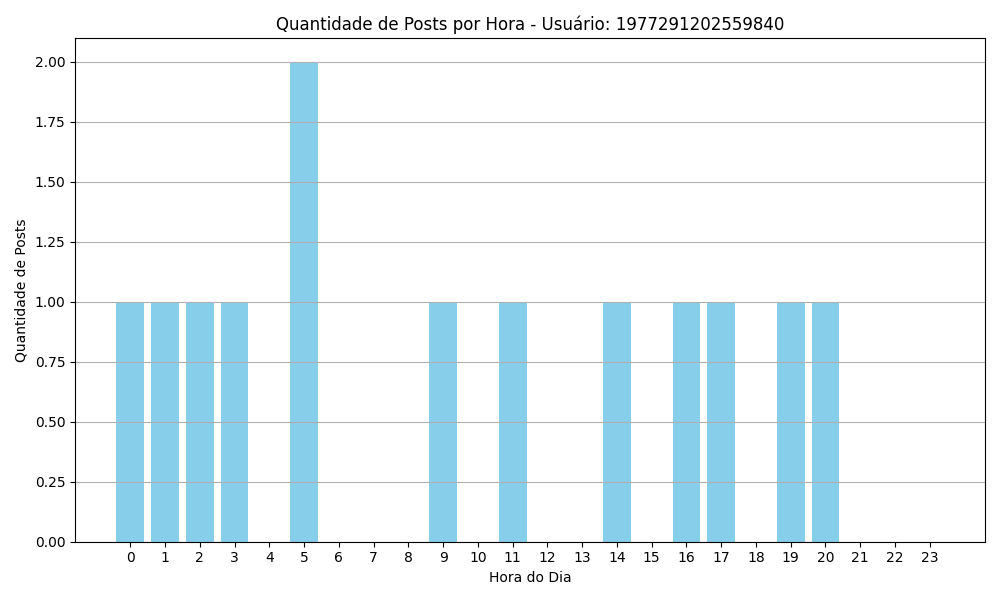 Quantidade de Posts por Hora - Usuário: 1977291202559840
2.00
1.75
1.50
1.25
1.00
0.75
0.50
0.25
0.00
Quantidade de Posts
0 1 2 3 4 5 6 7 8 9 10 11 12 13 14 15 16 17 18 19 20 21 22 23
Hora do Dia